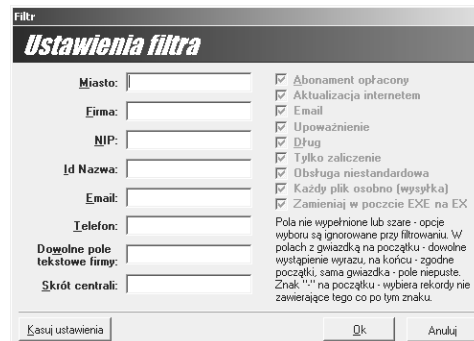 Filtr
Ustawienia filtra
Miasto:
Firma:
NIP:
Id Nazwa:
Email:
Telefon:
Dowolne pole
tekstowe firmy:
Skrót centrali:
Abonament opłacony
Aktualizacja internetem
Email
Upoważnienie
Dług
Tylko zaliczenie
Obsługa niestandardowa
Każdy plik osobno (wysyłka)
Zamieniaj w poczcie EXE na EX
Pola nie wypełnione lub szare - opcje
wyboru są ignorowane przy filtrowaniu. W
polach z gwiazdką na początku - dowolne
wystąpienie wyrazu, na końcu - zgodne
początki, sama gwiazdka - pole niepuste.
Znak "-" na początku - wybiera rekordy nie
zawierające tego co po tym znaku.
Kasuj ustawienia
Ok
Anuluj